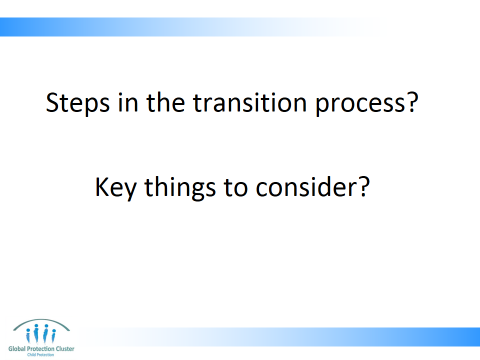 Steps in the transition process?
Key things to consider?
Global Protection Cluster
Child Protection